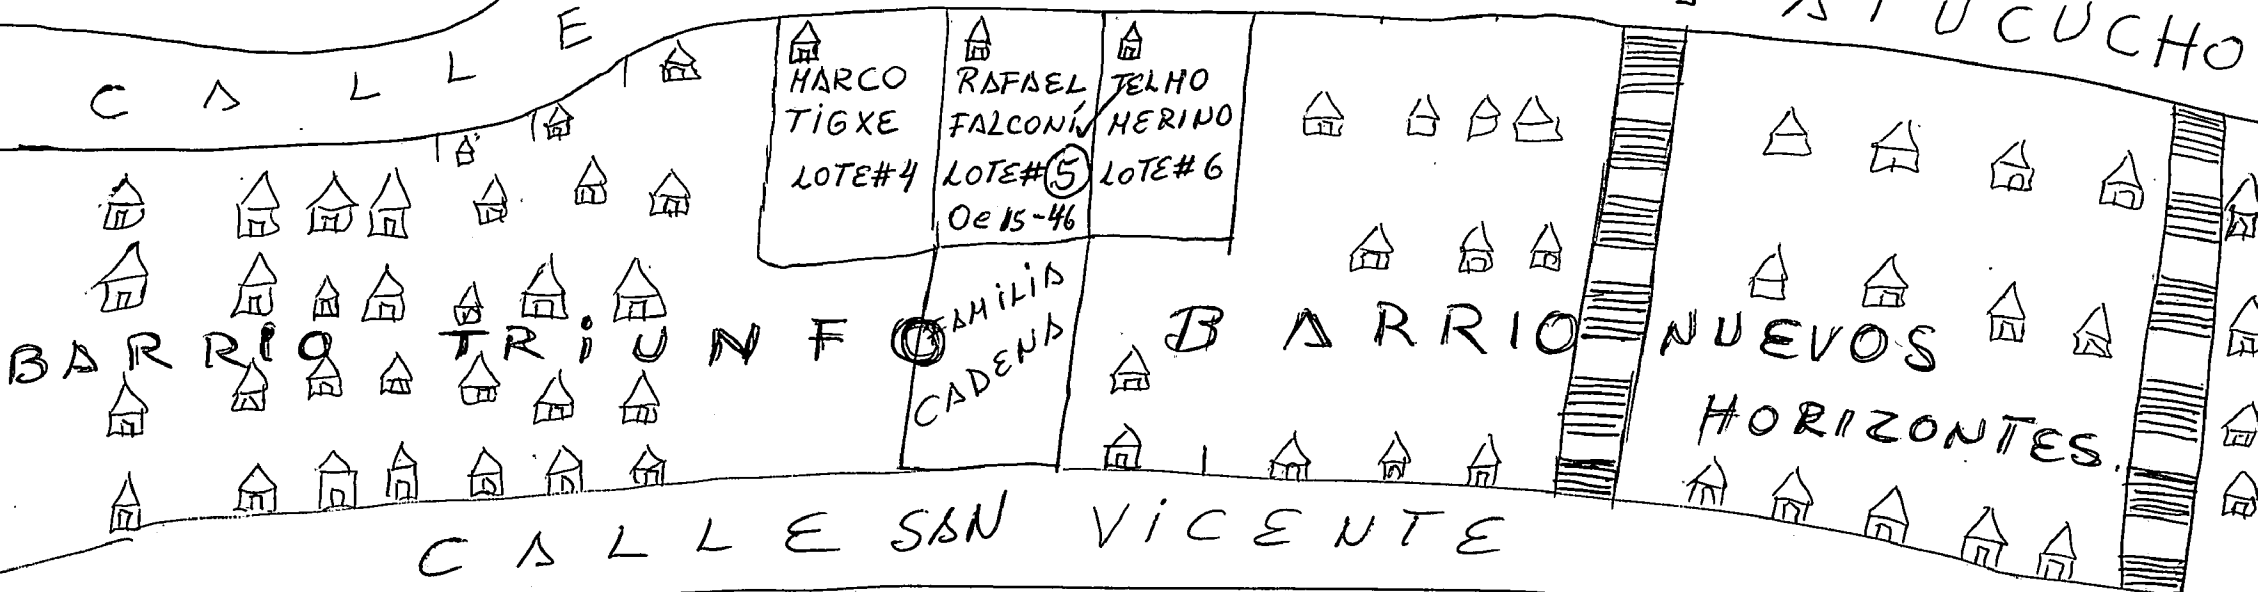 CALLE
ATUCUCHO
MARCO
TiGXE
LOTE#4
RAFAEL
FALCONÍ
LOTE#5
Oe 15-46
TELMO
MERINO
LOTE#6
BARRIO TRiUNFO
FAMiLiA
CADENA
BARRIO NUEVOS
HORIZONTES.
CALLE SAN ViCENTE